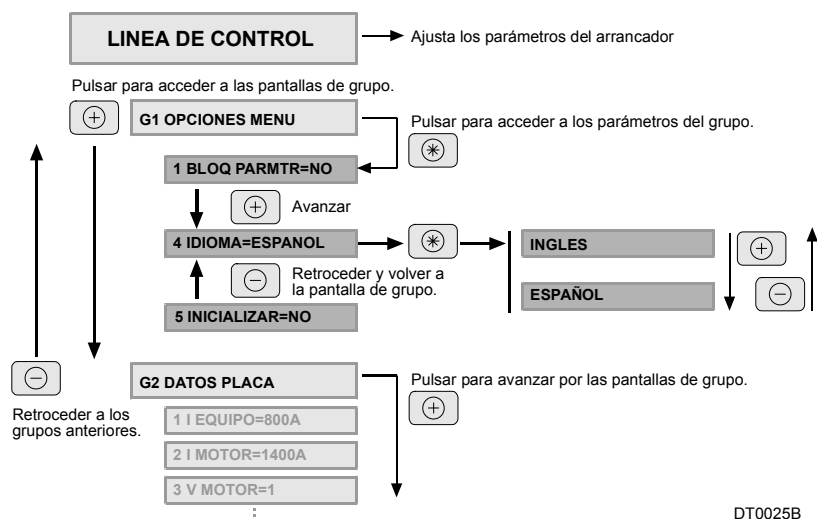 LINEA DE CONTROL
Ajusta los parámetros del arrancador
Pulsar para acceder a las pantallas de grupo.
G1 OPCIONES MENU
Pulsar para acceder a los parámetros del grupo.
1 BLOQ PARMTR=NO
Avanzar
4 IDIOMA=ESPANOL
INGLES
Retroceder y volver a
la pantalla de grupo.
ESPAÑOL
5 INICIALIZAR=NO
G2 DATOS PLACA
Pulsar para avanzar por las pantallas de grupo.
Retroceder a los
grupos anteriores.
1 I EQUIPO=800A
2 I MOTOR=1400A
3 V MOTOR=1
DT0025B